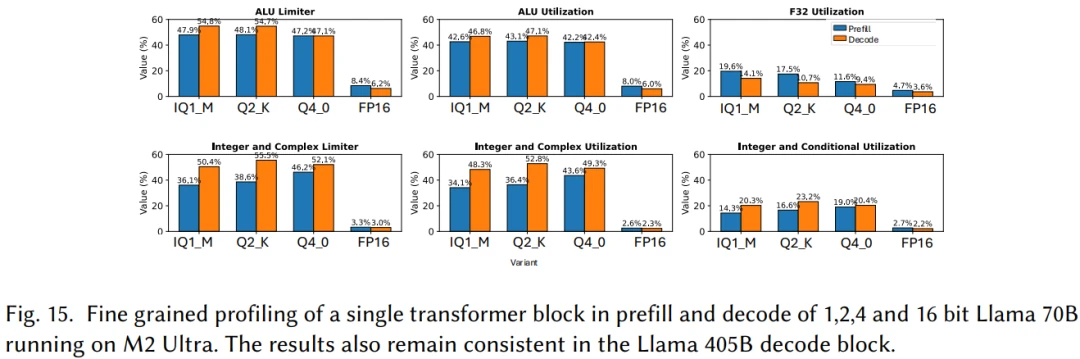 ALU Limiter
ALU Utilization
F32 Utilization
Value (%)
60
40
20
0
47,9%
54,8%
48,1%
54,7%
47,2%
47,1%
8.4%
6,2%
IQ1_M
Q2_K
Q4_0
FP16
Value (%)
60
40
20
0
42,6%
46.8%
43,1%
47,1%
42,2%
42.4%
8.0%
6,0%
IQ1_M
Q2_K
Q4_0
FP16
Value (%)
60
40
20
0
Prefill
Decode
19,6%
14.1%
17.5%
10,7%
11,6%
9,4%
4,7%
3,6%
IQ1_M
Q2_K
Q4_0
FP16
Integer and Complex Limiter
Integer and Complex Utilization
Integer and Conditional Utilization
Value (%)
60
40
20
0
36,1%
50,4%
38,6%
55,5%
46,2%
52,1%
3.3%
3,0%
IQ1_M
Q2_K
Q4_0
FP16
Value (%)
60
40
20
0
34,1%
48,3%
36,4%
52,8%
43,6%
49,3%
2.6%
2,3%
IQ1_M
Q2_K
Q4_0
FP16
Value (%)
60
40
20
0
14,3%
20.3%
16.6%
23,2%
19,0%
20,4%
2.7%
2,2%
IQ1_M
Q2_K
Q4_0
FP16
Variant
Fig. 15. Fine grained profiling of a single transformer block in prefill and decode of 1,2,4 and 16 bit Llama 70B
running on M2 Ultra. The results also remain consistent in the Llama 405B decode block.